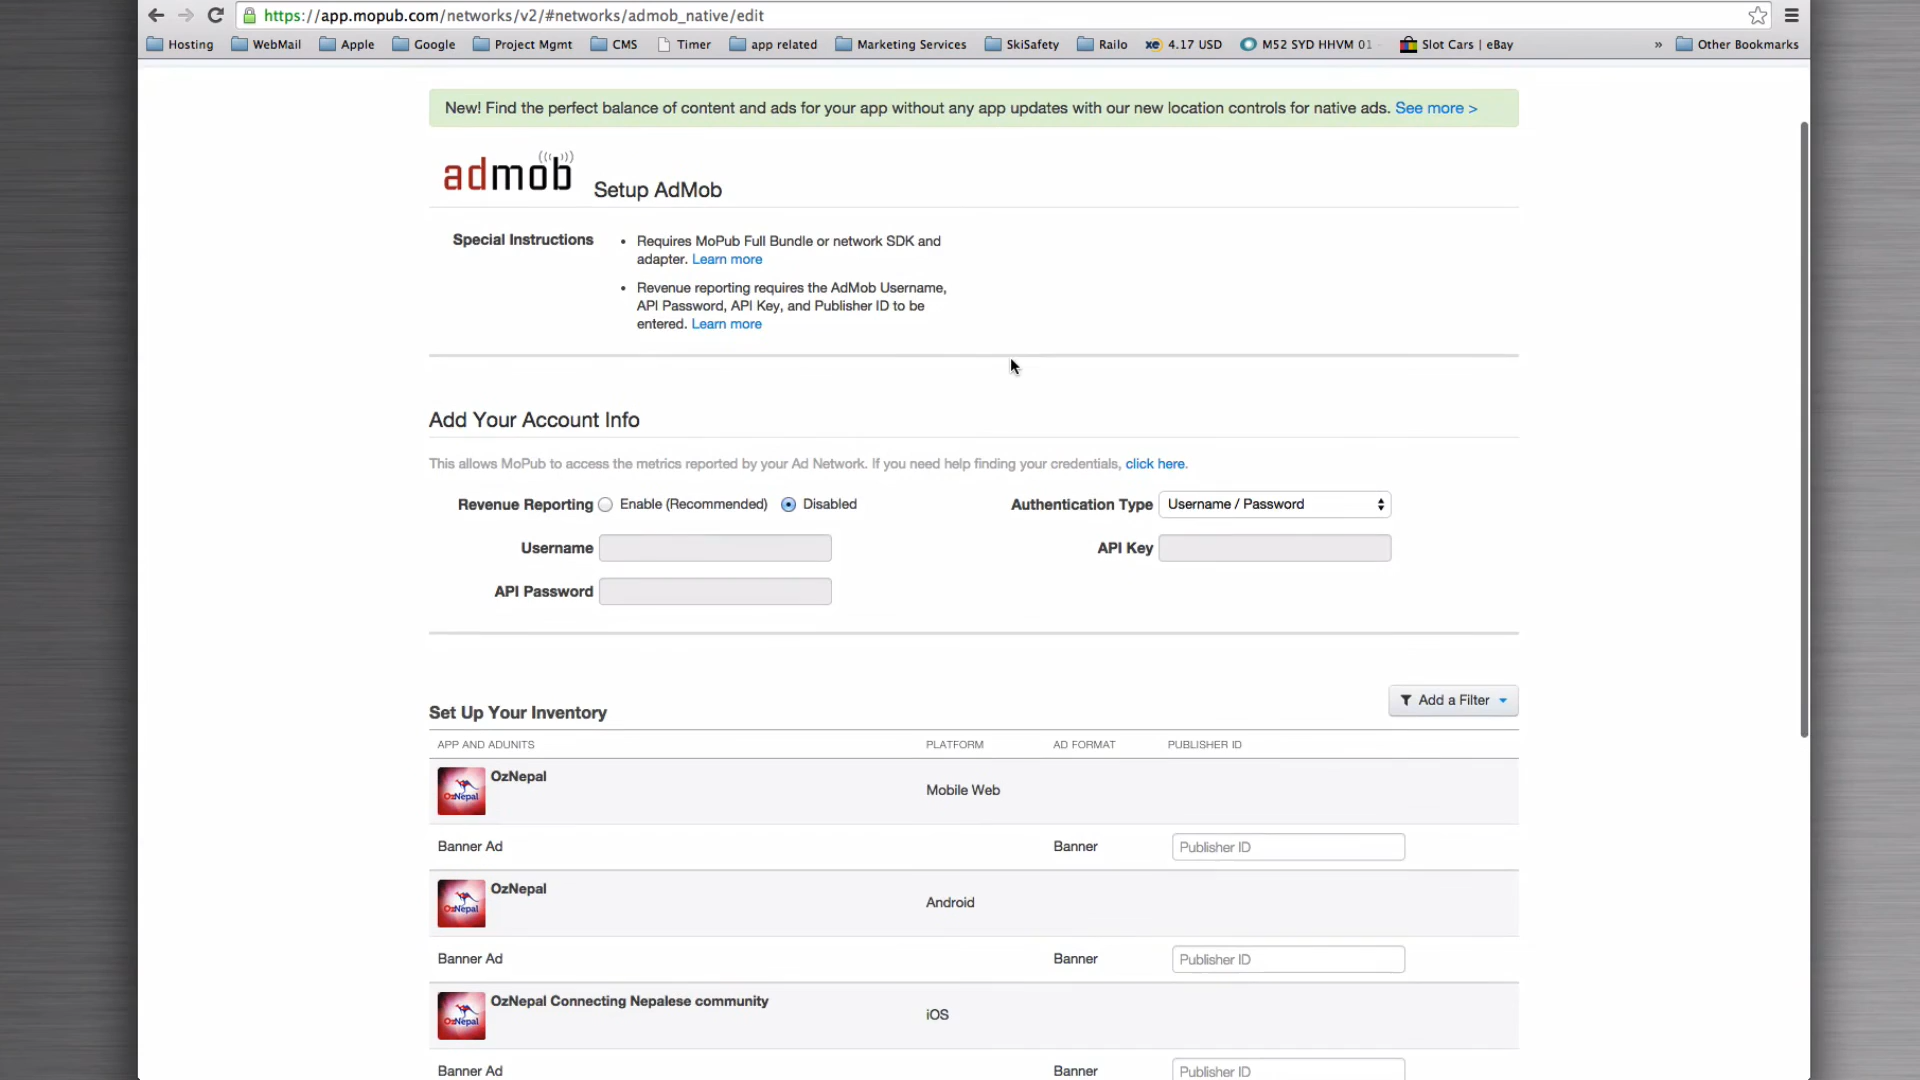 https://app.mopub.com/networks/v2/#networks/admob_native/edit
Hosting WebMail Apple Google Project Mgmt CMS Timer app related Marketing Services SkiSafety Railo xe 4.17 USD M52 SYD HHVM 01 Slot Cars | eBay » Other Bookmarks
New! Find the perfect balance of content and ads for your app without any app updates with our new location controls for native ads. See more >
admob Setup AdMob
Special Instructions
• Requires MoPub Full Bundle or network SDK and
adapter. Learn more
• Revenue reporting requires the AdMob Username,
API Password, API Key, and Publisher ID to be
entered. Learn more
Add Your Account Info
This allows MoPub to access the metrics reported by your Ad Network. If you need help finding your credentials, click here.
Revenue Reporting Enable (Recommended) Disabled Authentication Type Username / Password
Username API Key
API Password
Add a Filter
Set Up Your Inventory
APP AND ADUNITS PLATFORM AD FORMAT PUBLISHER ID
OzNepal
OzNepal Mobile Web
Banner Ad Banner Publisher ID
OzNepal
OzNepal Android
Banner Ad Banner Publisher ID
OzNepal Connecting Nepalese community
OzNepal iOS
Banner Ad Banner Publisher ID